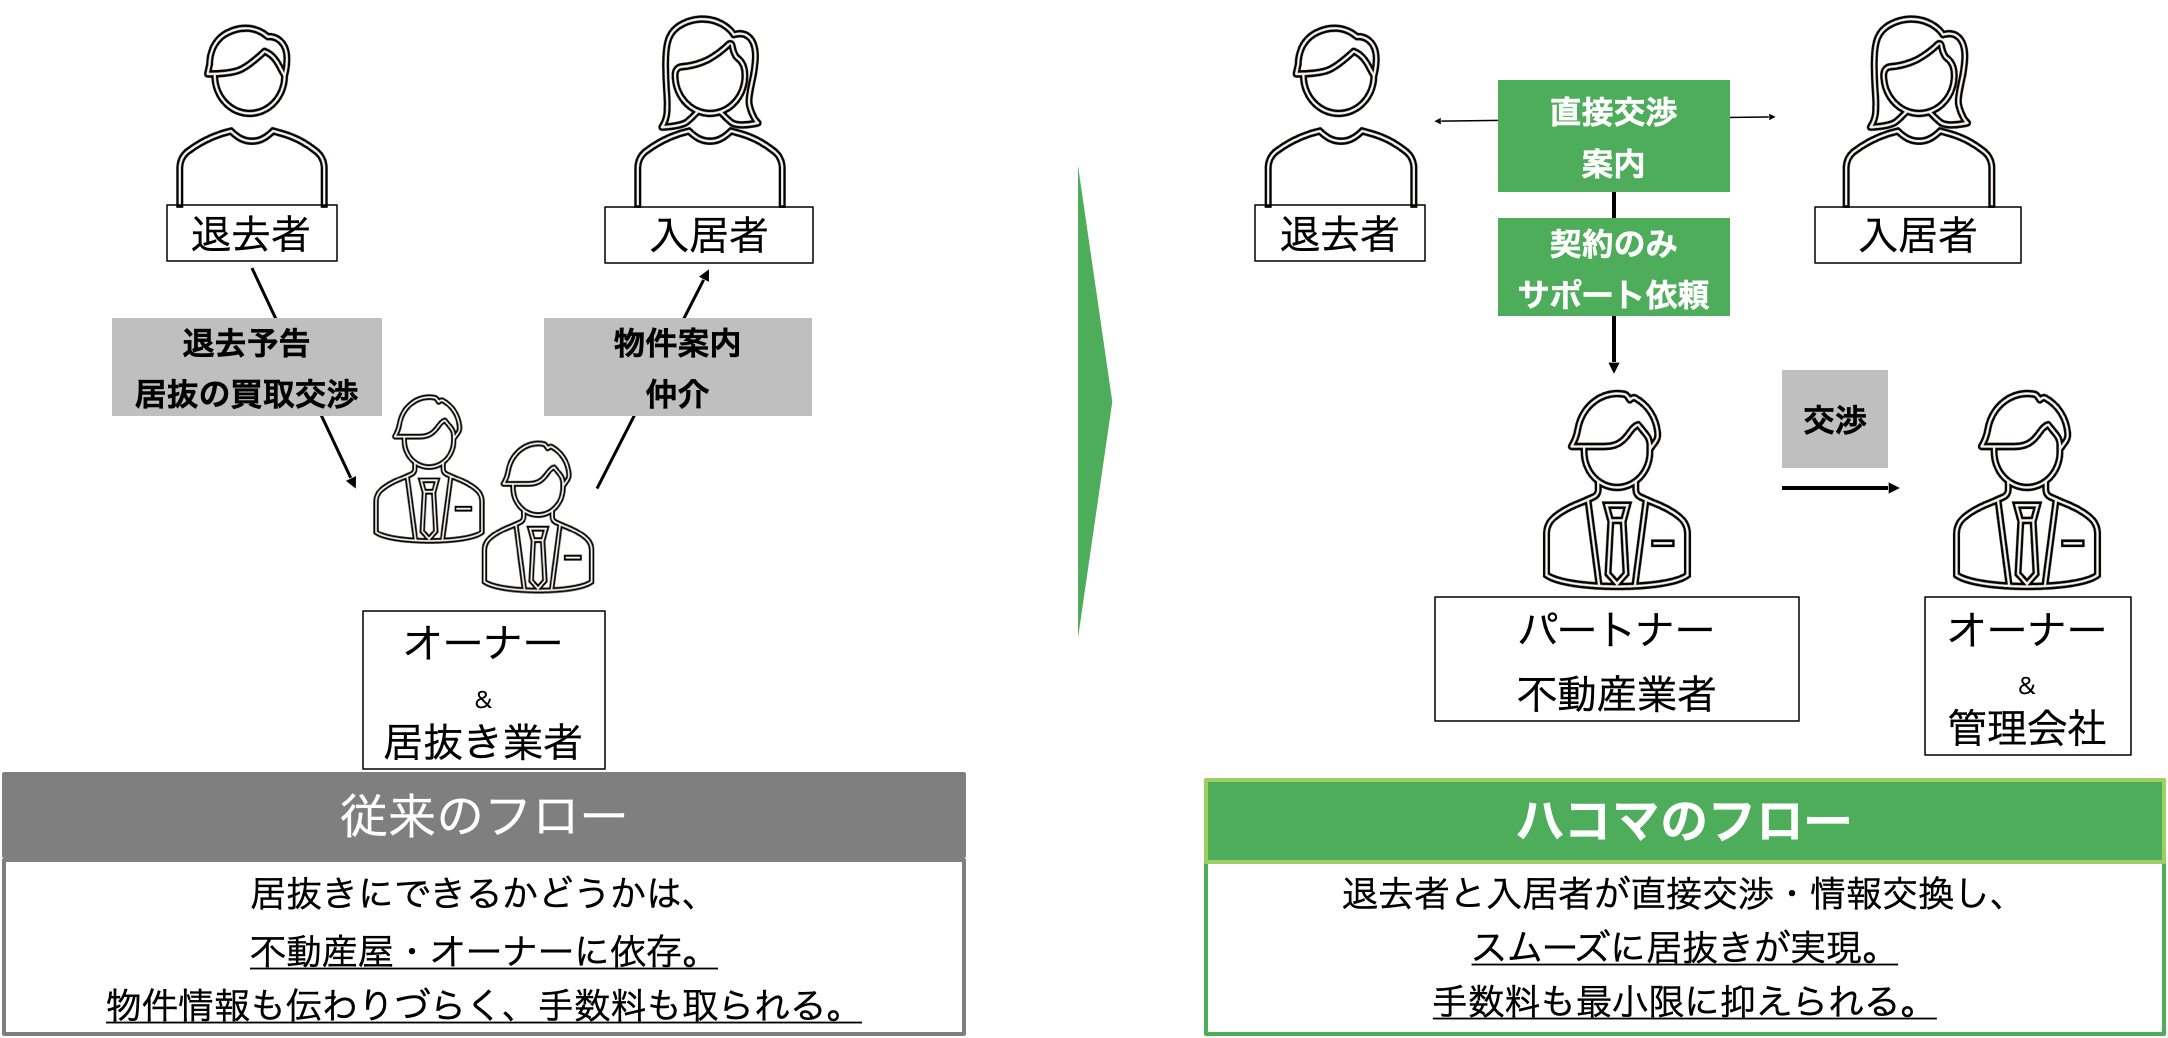 退去者
入居者
退去予告
居抜の買取交渉
物件案内
仲介
オーナー
&
居抜き業者
従来のフロー
居抜きにできるかどうかは、
不動産屋・オーナーに依存。
物件情報も伝わりづらく、手数料も取られる。
退去者
直接交渉
案内
入居者
契約のみ
サポート依頼
交渉
パートナー
不動産業者
オーナー
&
管理会社
ハコマのフロー
退去者と入居者が直接交渉・情報交換し、
スムーズに居抜きが実現。
手数料も最小限に抑えられる。